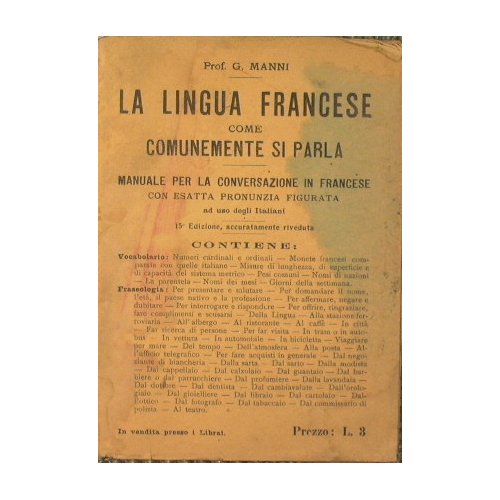 Prof. G. MANNI
LA LINGUA FRANCESE
COME
COMUNEMENTE SI PARLA
MANUALE PER LA CONVERSAZIONE IN FRANCESE
CON ESATTA PRONUNZIA FIGURATA
ad uso degli Italiani
15ª Edizione, accuratamente riveduta
CONTIENE:
Vocabolario: Numeri cardinali e ordinali — Monete francesi com-
parate con quelle italiane — Misure di lunghezza, di superficie e
di capacità del sistema metrico — Pesi comuni — Nomi di nazioni
— La parentela — Nomi dei mesi — Giorni della settimana.
Fraseologia: Per presentare e salutare — Per domandare il nome,
l'età, il paese nativo e la professione — Per affermare, negare e
dubitare — Per interrogare e rispondere — Per offrire, ringraziare,
fare complimenti e scusarsi — Della Lingua — Alla stazione fer-
roviaria — All'albergo — Al ristorante — Al caffè — In città
— Far ricerca di persone — Per far visita — In tram o in auto-
bus — In vettura — In automobile — In bicicletta — Viaggiare
per mare — Del tempo — Dell'atmosfera — Alla posta — Al-
l'ufficio telegrafico — Per fare acquisti in generale — Dal nego-
ziante di biancheria — Dalla sarta — Dal sarto — Dalla modista
— Dal cappellaio — Dal calzolaio — Dal guantaio — Dal bar-
biere o dal parrucchiere — Dal profumiere — Dalla lavandaia —
Dal dottore — Dal dentista — Dal cambiavalute — Dall'orolo-
giaio — Dal gioielliere — Dal libraio — Dal cartolaio — Dal-
l'ottico — Dal fotografo — Dal tabaccaio — Dal commissario di
polizia — Al teatro.
In vendita presso i Librai.
Prezzo: L. 3